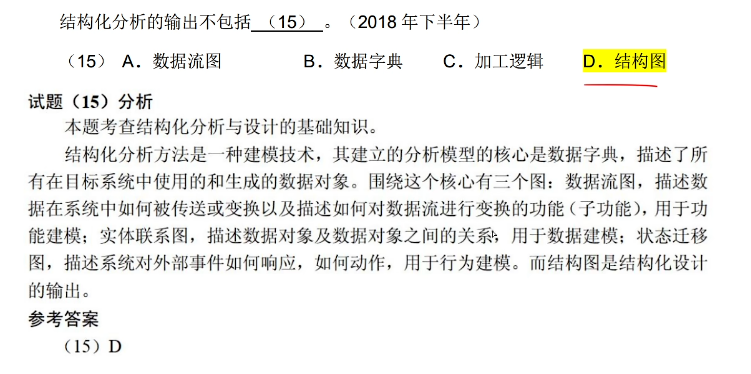 结构化分析的输出不包括 （15） 。（2018 年下半年）
（15） A．数据流图 B．数据字典 C．加工逻辑 D．结构图
试题（15）分析
本题考查结构化分析与设计的基础知识。
结构化分析方法是一种建模技术，其建立的分析模型的核心是数据字典，描述了所
有在目标系统中使用的和生成的数据对象。围绕这个核心有三个图：数据流图，描述数
据在系统中如何被传送或变换以及描述如何对数据流进行变换的功能（子功能），用于功
能建模；实体联系图，描述数据对象及数据对象之间的关系，用于数据建模；状态迁移
图，描述系统对外部事件如何响应，如何动作，用于行为建模。而结构图是结构化设计
的输出。
参考答案
（15）D